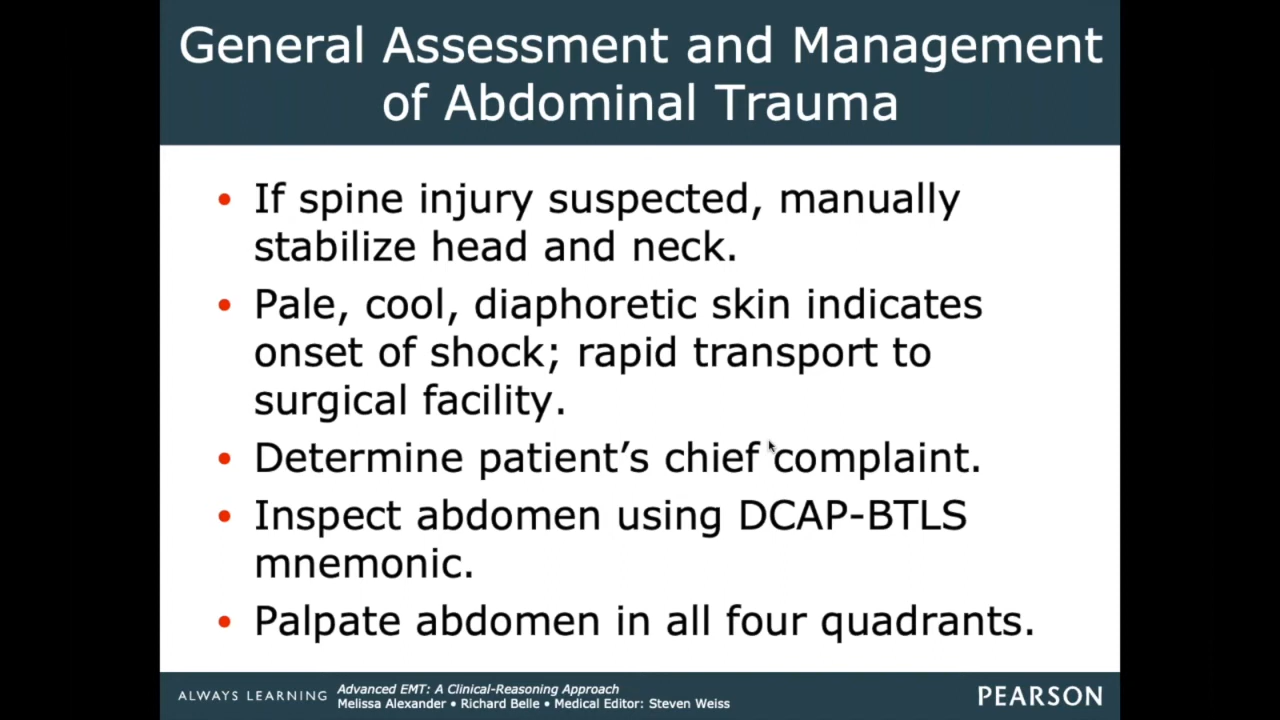 General Assessment and Management
of Abdominal Trauma
• If spine injury suspected, manually
stabilize head and neck.
• Pale, cool, diaphoretic skin indicates
onset of shock; rapid transport to
surgical facility.
• Determine patient’s chief complaint.
• Inspect abdomen using DCAP-BTLS
mnemonic.
• Palpate abdomen in all four quadrants.
ALWAYS LEARNING
Advanced EMT: A Clinical-Reasoning Approach
Melissa Alexander • Richard Belle • Medical Editor: Steven Weiss
PEARSON